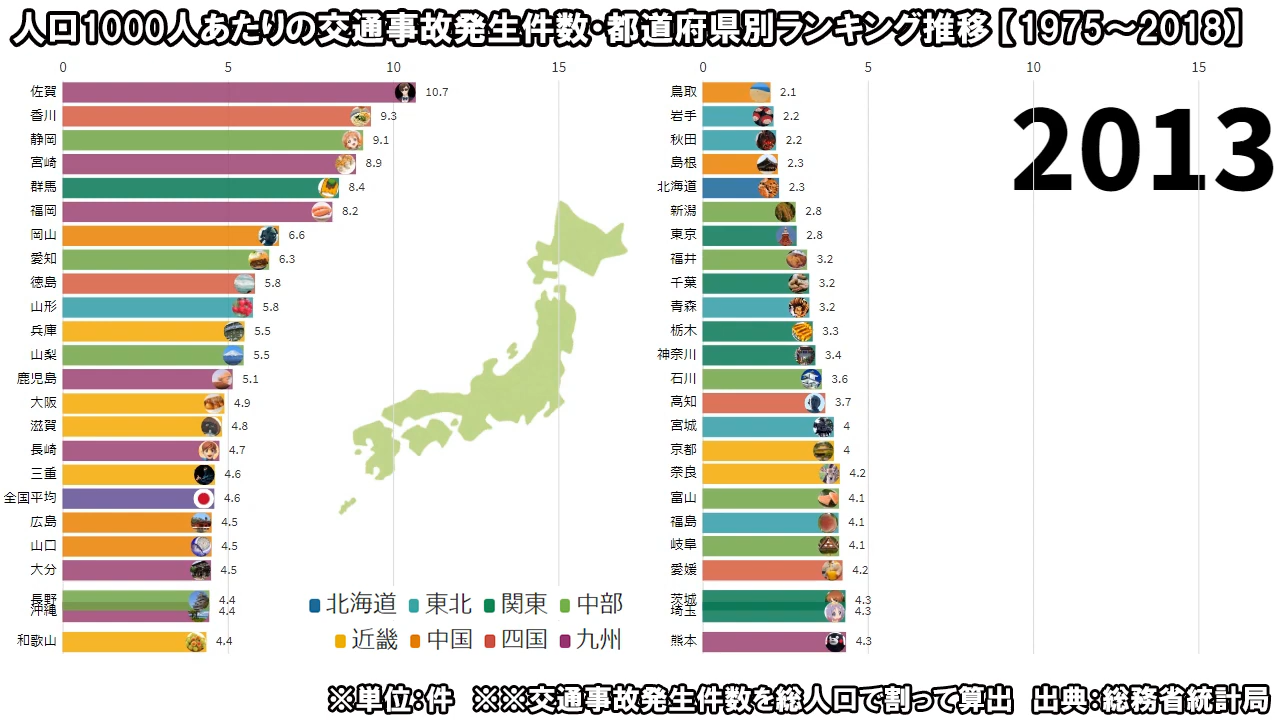 人口1000人あたりの交通事故発生件数・都道府県別ランキング推移【1975～2018】
0 5 10 15
佐賀 10.7
香川 9.3
静岡 9.1
宮崎 8.9
群馬 8.4
福岡 8.2
岡山 6.6
愛知 6.3
徳島 5.8
山形 5.8
兵庫 5.5
山梨 5.5
鹿児島 5.1
大阪 4.9
滋賀 4.8
長崎 4.7
三重 4.6
全国平均 4.6
広島 4.5
山口 4.5
大分 4.5
長野 4.4
沖縄 4.4
和歌山 4.4
0 5 10 15
鳥取 2.1
岩手 2.2
秋田 2.2
島根 2.3
北海道 2.3
新潟 2.8
東京 2.8
福井 3.2
千葉 3.2
青森 3.2
栃木 3.3
神奈川 3.4
石川 3.6
高知 3.7
宮城 4
京都 4
奈良 4.2
富山 4.1
福島 4.1
岐阜 4.1
愛媛 4.2
茨城 4.3
埼玉 4.3
熊本 4.3
2013
北海道 東北 関東 中部
近畿 中国 四国 九州
※単位：件 ※※交通事故発生件数を総人口で割って算出 出典：総務省統計局